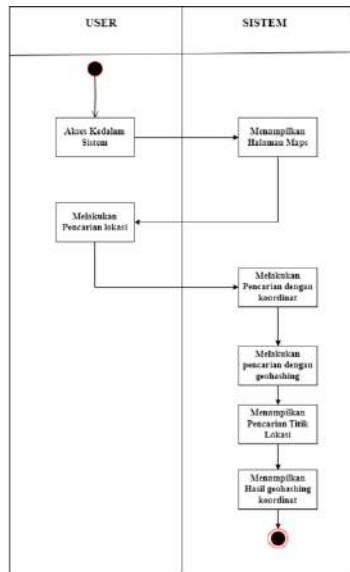 USER
SISTEM
Akses Kedalam
Sistem
Menampilkan
Halaman Maps
Melakukan
Pencarian lokasi
Melakukan
Pencarian dengan
koordinat
Melakukan
pencarian dengan
geohashing
Menampilkan
Pencarian Titik
Lokasi
Menampilkan
Hasil geohashing
koordinat